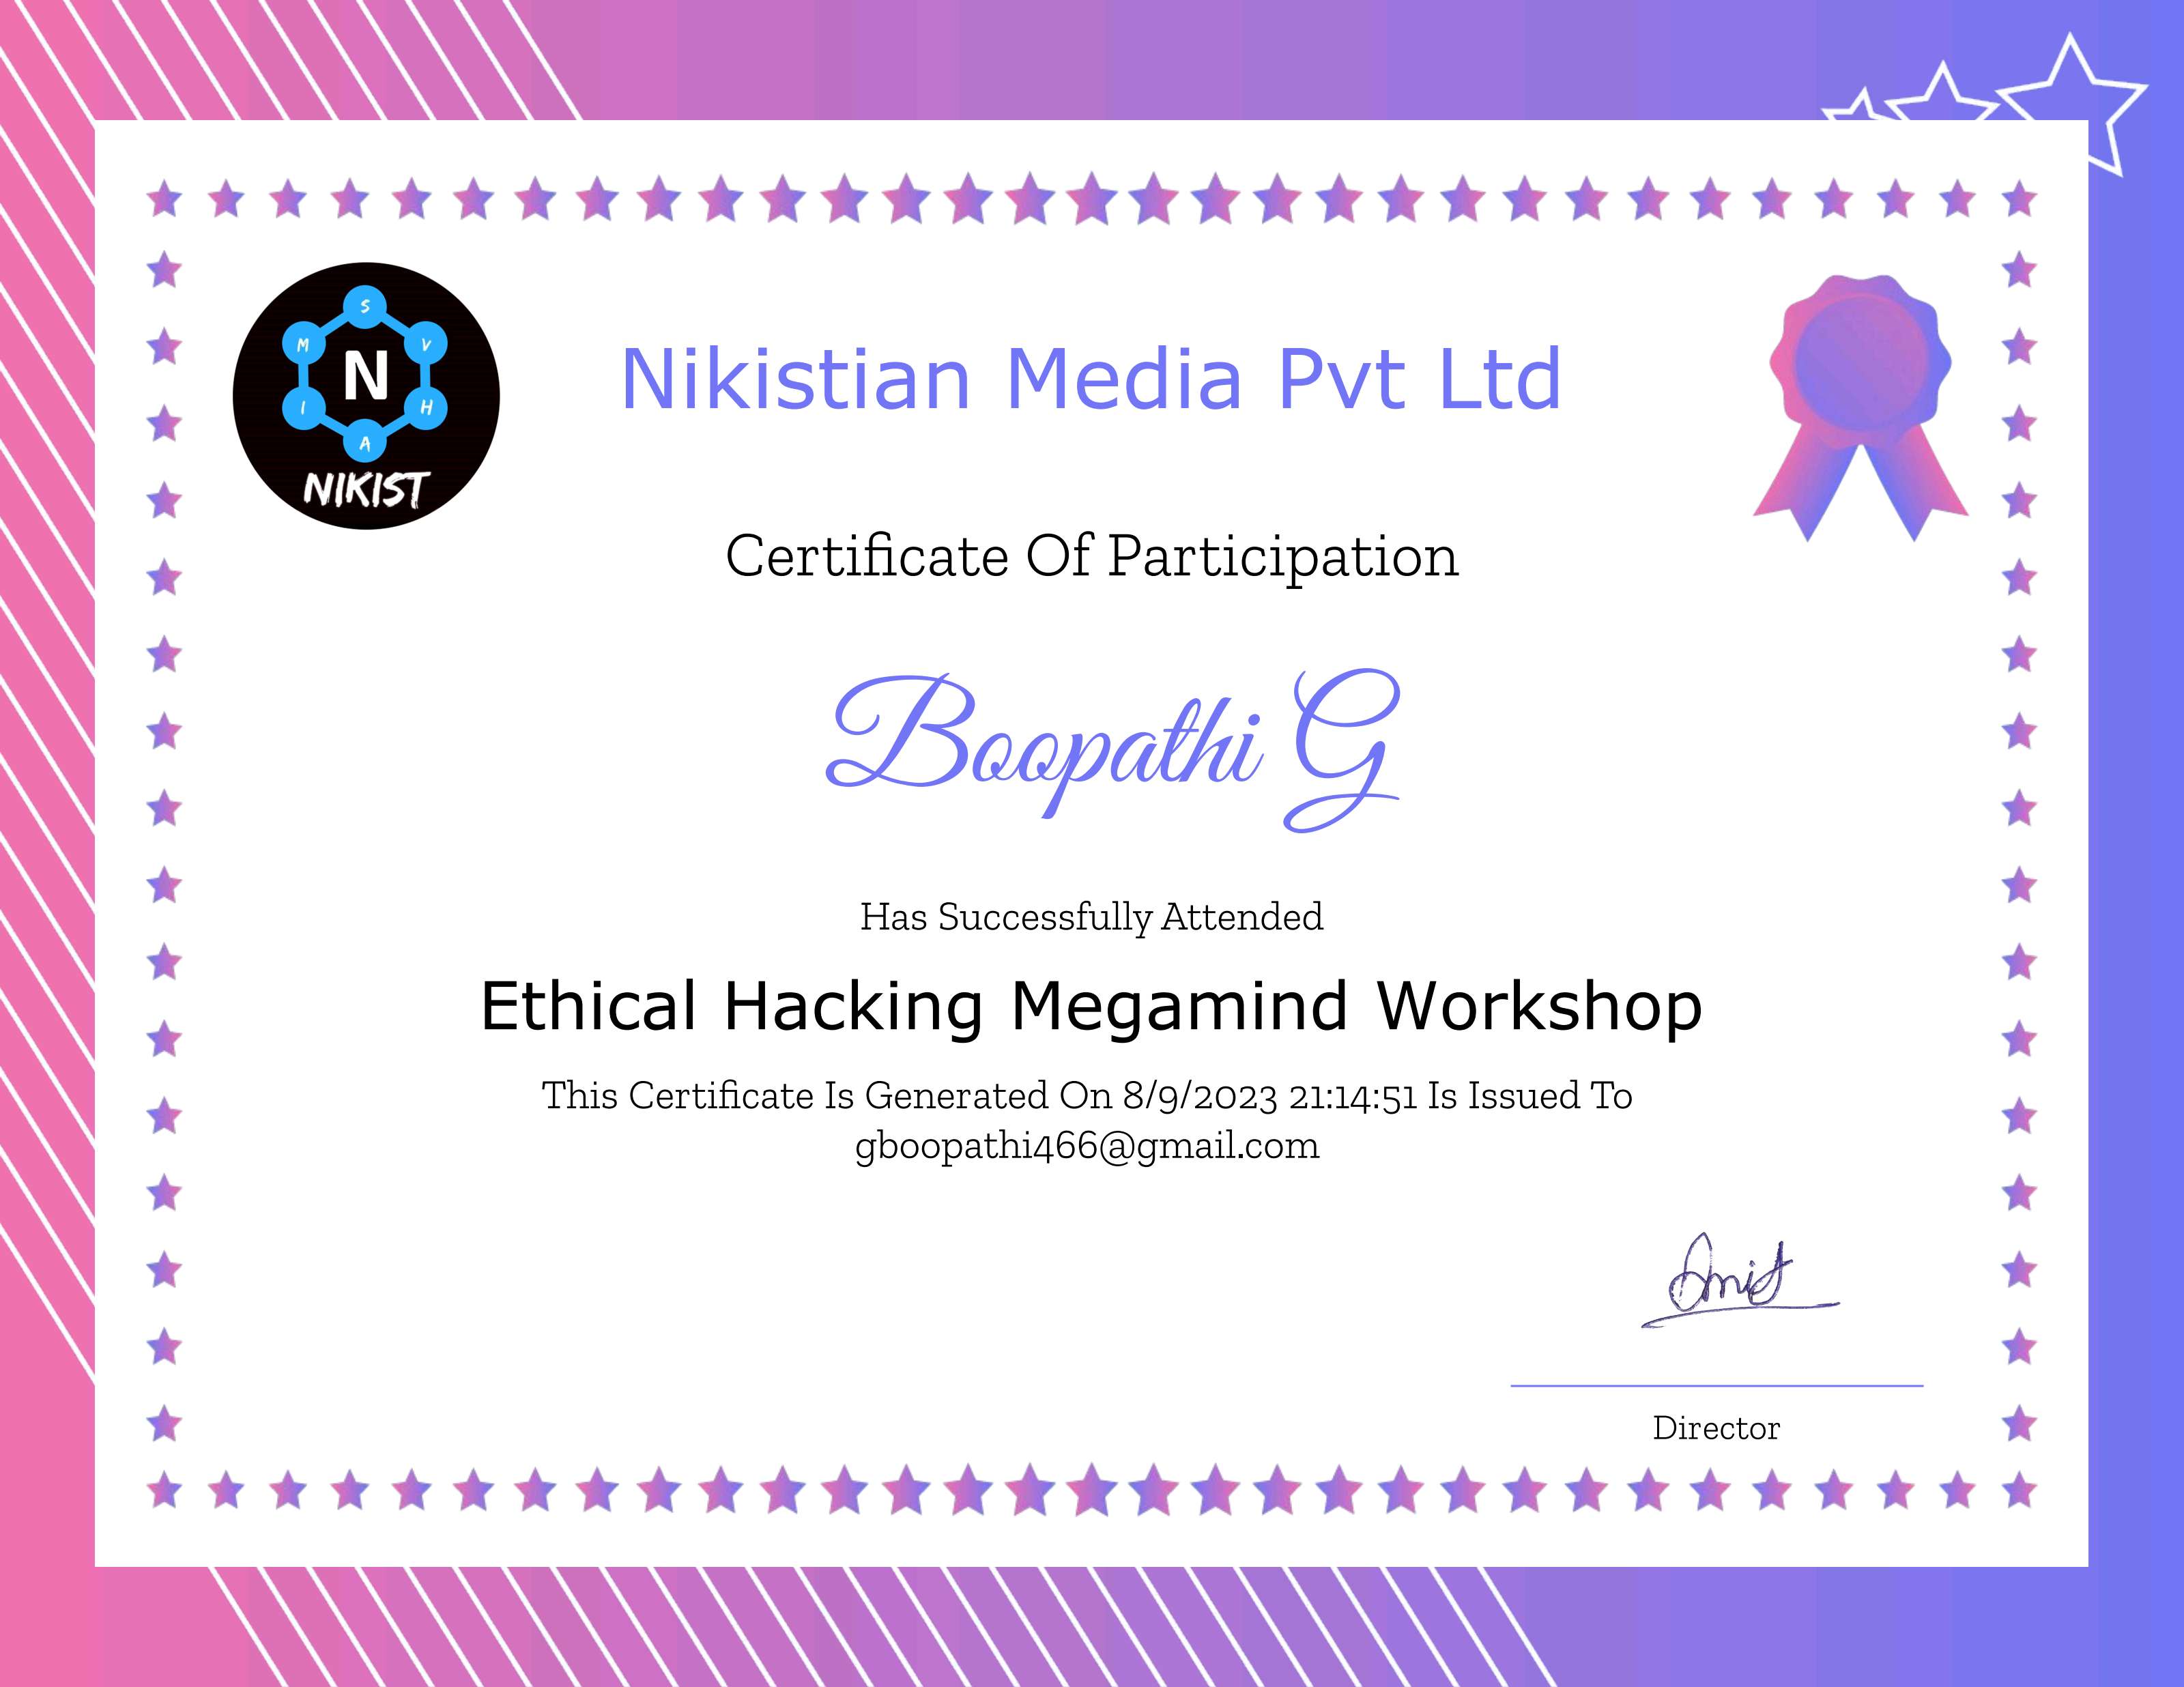 S
M
V
N
I
H
A
NIKIST
Nikistian Media Pvt Ltd
Certificate Of Participation
Boopathi G
Has Successfully Attended
Ethical Hacking Megamind Workshop
This Certificate Is Generated On 8/9/2023 21:14:51 Is Issued To
gboopathi466@gmail.com
Amit
Director